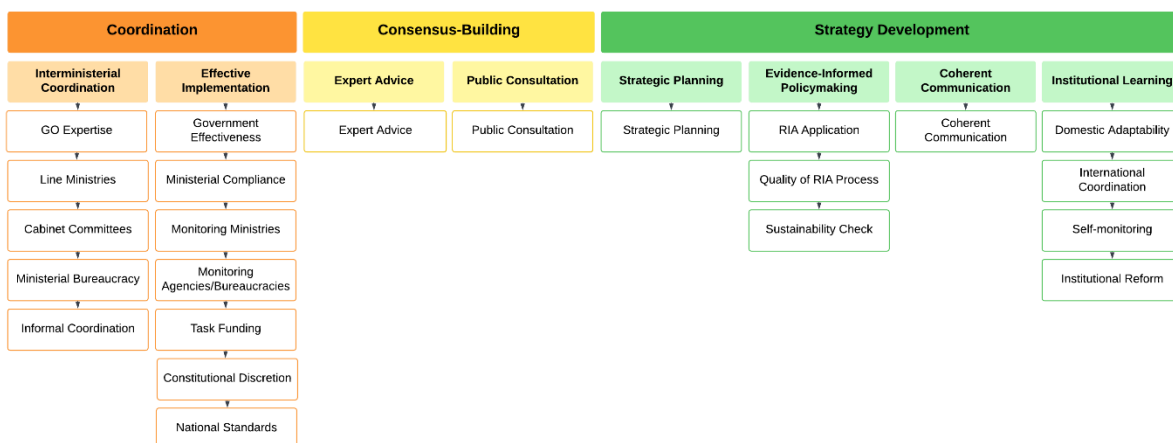 Coordination
Consensus-Building
Strategy Development
Interministerial
Coordination
Effective
Implementation
Expert Advice
Public Consultation
Strategic Planning
Evidence-Informed
Policymaking
Coherent
Communication
Institutional Learning
GO Expertise
Line Ministries
Cabinet Committees
Ministerial Bureaucracy
Informal Coordination
Government
Effectiveness
Ministerial Compliance
Monitoring Ministries
Monitoring
Agencies/Bureaucracies
Task Funding
Constitutional Discretion
National Standards
Expert Advice
Public Consultation
Strategic Planning
RIA Application
Quality of RIA Process
Sustainability Check
Coherent
Communication
Domestic Adaptability
International
Coordination
Self-monitoring
Institutional Reform